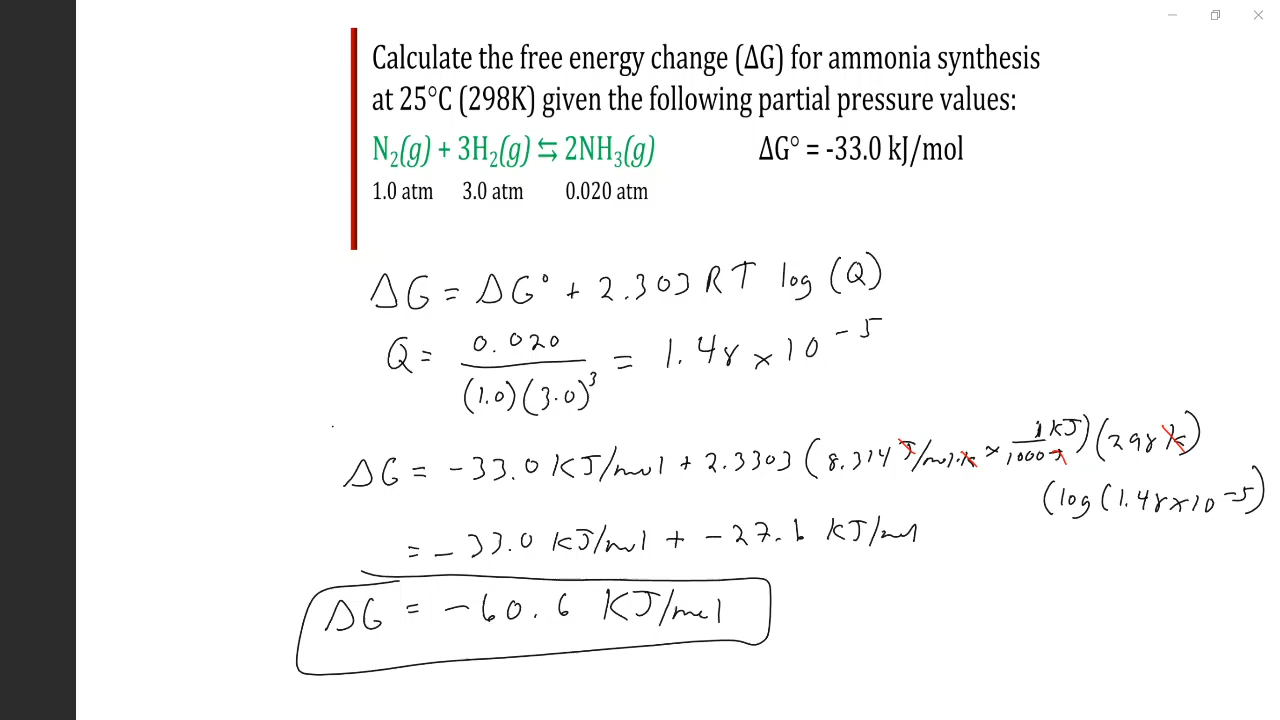 Calculate the free energy change (ΔG) for ammonia synthesis
at 25°C (298K) given the following partial pressure values:
N₂(g) + 3H₂(g) ⇆ 2NH₃(g) ΔG° = -33.0 kJ/mol
1.0 atm 3.0 atm 0.020 atm
ΔG = ΔG° + 2.303 RT log (Q)
Q = 0.020 / (1.0)(3.0)³ = 1.48 × 10⁻⁵
ΔG = -33.0 KJ/mol + 2.3303 (8.314 J/mol·K × 1 KJ/1000 J) (298 K)
(log (1.48×10⁻⁵)
= -33.0 KJ/mol + -27.6 KJ/mol
ΔG = -60.6 KJ/mol